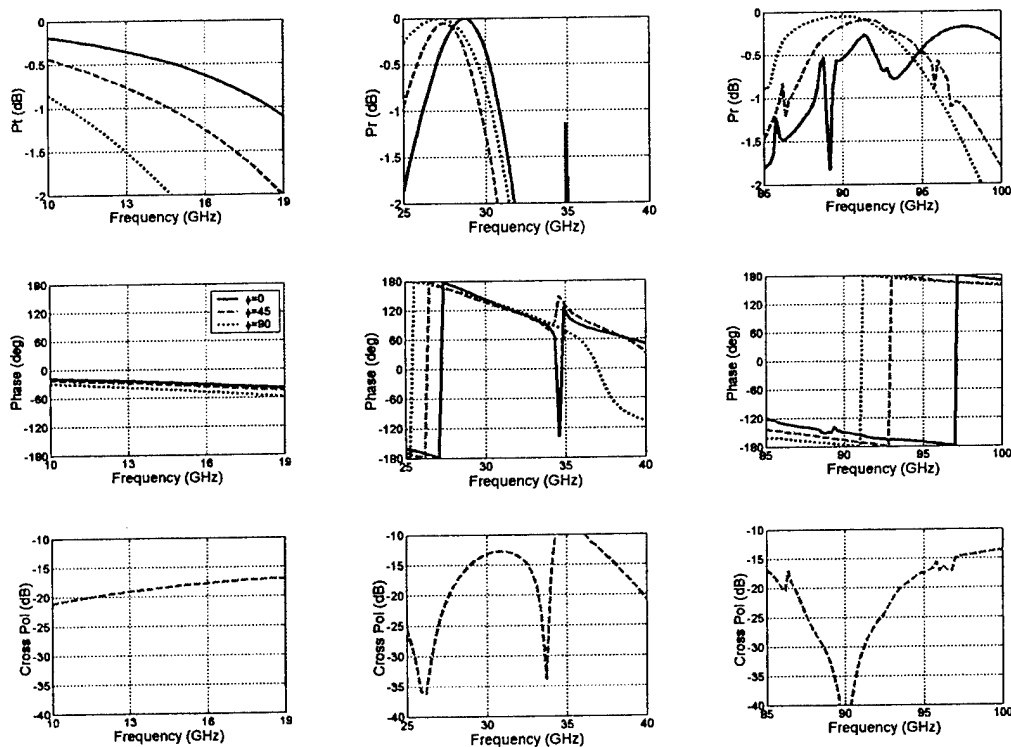 Pt (dB)
0
-0.5
-1
-1.5
-2
10 13 16 19
Frequency (GHz)
Pr (dB)
0
-0.5
-1
-1.5
-2
25 30 35 40
Frequency (GHz)
Pr (dB)
0
-0.5
-1
-1.5
-2
85 90 95 100
Frequency (GHz)
Phase (deg)
180
120
60
0
-60
-120
-180
ϕ=0
ϕ=45
ϕ=90
10 13 16 19
Frequency (GHz)
Phase (deg)
180
120
60
0
-60
-120
-180
25 30 35 40
Frequency (GHz)
Phase (deg)
180
120
60
0
-60
-120
-180
85 90 95 100
Frequency (GHz)
Cross Pol (dB)
-10
-15
-20
-25
-30
-35
-40
10 13 16 19
Frequency (GHz)
Cross Pol (dB)
-10
-15
-20
-25
-30
-35
-40
25 30 35 40
Frequency (GHz)
Cross Pol (dB)
-10
-15
-20
-25
-30
-35
-40
85 90 95 100
Frequency (GHz)